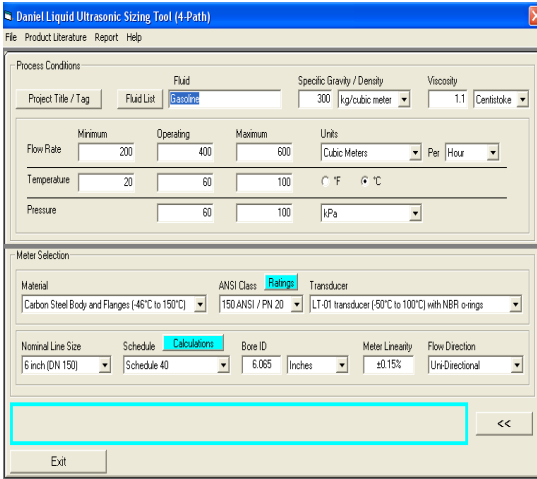 Daniel Liquid Ultrasonic Sizing Tool (4-Path)
File Product Literature Report Help
Process Conditions
Fluid Specific Gravity / Density Viscosity
Project Title / Tag Fluid List Gasoline 300 kg/cubic meter 1.1 Centistoke
Minimum Operating Maximum Units
Flow Rate 200 400 600 Cubic Meters Per Hour
Temperature 20 60 100 °F °C
Pressure 60 100 kPa
Meter Selection
Material ANSI Class Ratings Transducer
Carbon Steel Body and Flanges (-46°C to 150°C) 150 ANSI / PN 20 LT-01 transducer (-50°C to 100°C) with NBR o-rings
Nominal Line Size Schedule Calculations Bore ID Meter Linearity Flow Direction
6 inch (DN 150) Schedule 40 6.065 Inches ±0.15% Uni-Directional
<<
Exit